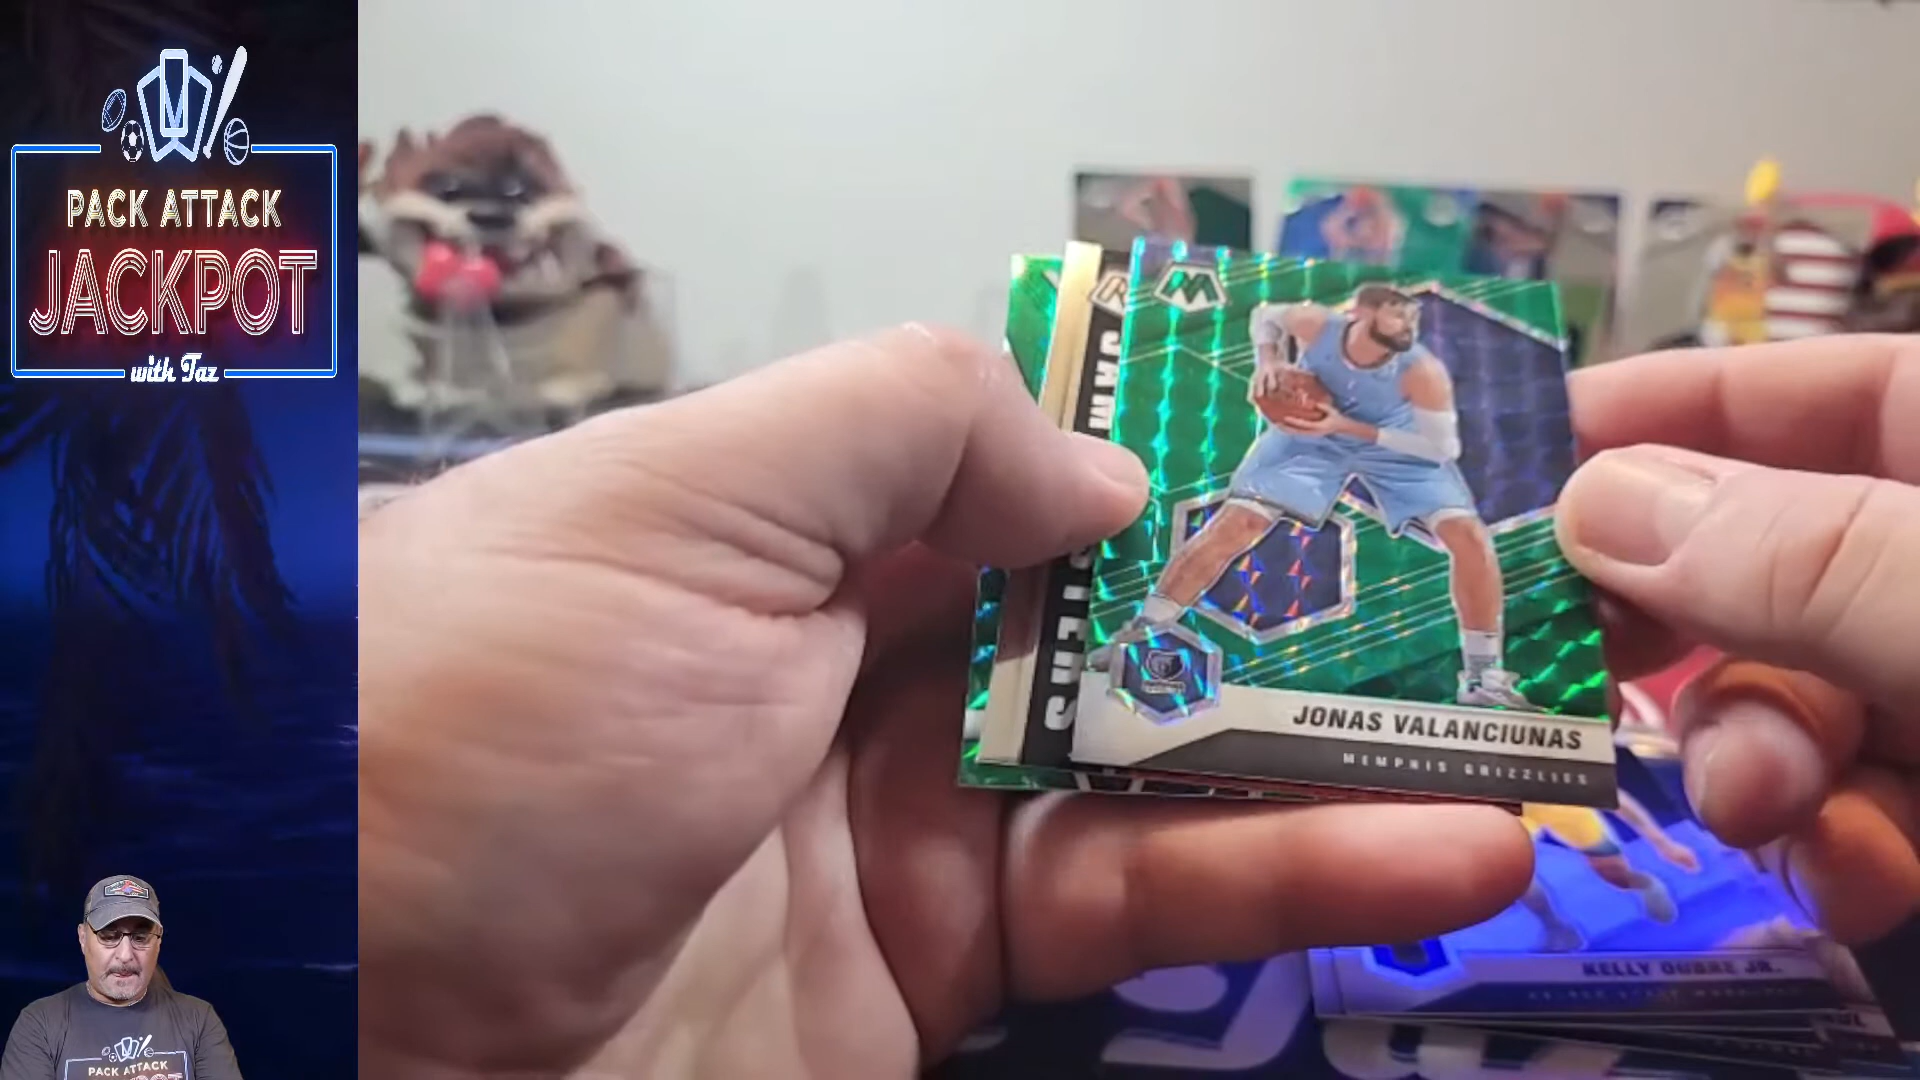 PACK ATTACK
JACKPOT
with Taz
JONAS VALANCIUNAS
MEMPHIS GRIZZLIES
KELLY OUBRE JR.
PACK ATTACK